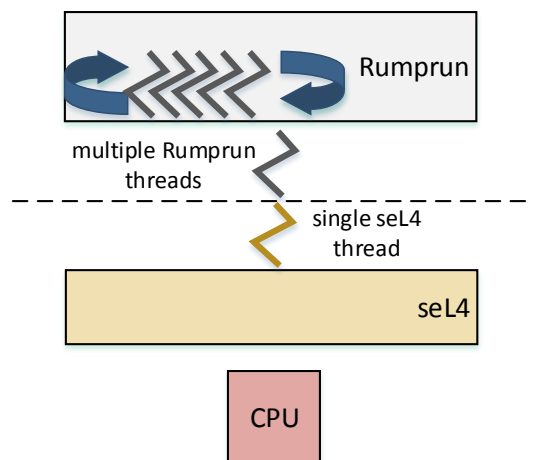 Rumprun
multiple Rumprun
threads
single seL4
thread
seL4
CPU